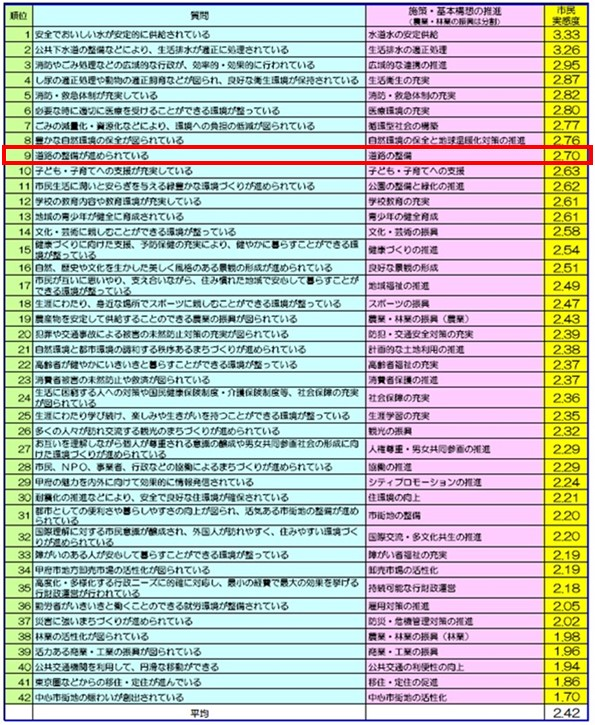 順位 質問 施策・基本構想の推進 市民
(農業・林業の振興は分割) 実感度
1 安全でおいしい水が安定的に供給されている 水道水の安定供給 3.33
2 公共下水道の整備などにより、生活排水が適正に処理されている 生活排水の適正処理 3.26
3 消防やごみ処理などの広域的な行政が、効率的・効果的に行われている 広域的な連携の推進 2.95
4 し尿の適正処理や動物の適正飼育などが図られ、良好な衛生環境が保持されている 生活衛生の充実 2.87
5 消防・救急体制が充実している 消防・救急体制の充実 2.82
6 必要な時に適切に医療を受けることができる環境が整っている 医療環境の充実 2.80
7 ごみの減量化・資源化などにより、環境への負担の低減が図られている 循環型社会の構築 2.77
8 豊かな自然環境の保全が図られている 自然環境の保全と地球温暖化対策の推進 2.76
9 道路の整備が進められている 道路の整備 2.70
10 子ども・子育てへの支援が充実している 子ども・子育てへの支援 2.63
11 市民生活に潤いと安らぎを与える緑豊かな環境づくりが進められている 公園の整備と緑化の推進 2.62
12 学校の教育内容や教育環境が充実している 学校教育の充実 2.61
13 地域の青少年が健全に育成されている 青少年の健全育成 2.61
14 文化・芸術に親しむことができる環境が整っている 文化・芸術の振興 2.58
15 健康づくりに向けた支援、予防保健の充実により、健やかに暮らすことができる環
境が整っている 健康づくりの推進 2.54
16 自然、歴史や文化を生かした美しく風格のある景観の形成が進められている 良好な景観の形成 2.51
17 市民が互いに思いやり、支え合いながら、住み慣れた地域で安心して暮らすことが
できる環境が整っている 地域福祉の推進 2.49
18 生涯にわたり、身近な場所でスポーツに親しむことができる環境が整っている スポーツの振興 2.47
19 農産物を安定して供給することのできる農業の振興が図られている 農業・林業の振興(農業) 2.43
20 犯罪や交通事故による被害の未然防止対策の充実が図られている 防犯・交通安全対策の充実 2.39
21 自然環境と都市環境の調和する秩序あるまちづくりが進められている 計画的な土地利用の推進 2.38
22 高齢者が健やかにいきいきと暮らすことができる環境が整っている 高齢者福祉の充実 2.37
23 消費者被害の未然防止や救済が図られている 消費者保護の推進 2.37
24 生活に困窮する人への対策や国民健康保険制度・介護保険制度等、社会保障の充実
が図られている 社会保障の充実 2.36
25 生涯にわたり学び続け、楽しみや生きがいを持つことができる環境が整っている 生涯学習の充実 2.35
26 多くの人々が訪れ交流する観光のまちづくりが進められている 観光の振興 2.32
27 お互いを理解しながら個人が尊重される意識の醸成や男女共同参画社会の形成に向
けた環境づくりが進められている 人権尊重・男女共同参画の推進 2.29
28 市民、NPO、事業者、行政などの協働によるまちづくりが進められている 協働の推進 2.29
29 甲府の魅力を内外に向けて効果的に情報発信されている シティプロモーションの推進 2.24
30 耐震化の推進などにより、安全で良好な住環境が確保されている 住環境の向上 2.21
31 都市としての便利さや暮らしやすさの向上が図られ、活気ある市街地の整備が進め
られている 市街地の整備 2.20
32 国際理解に対する市民意識が醸成され、外国人が訪れやすく、住みやすい環境づく
りが進められている 国際交流・多文化共生の推進 2.20
33 障がいのある人が安心して暮らすことができる環境が整っている 障がい者福祉の充実 2.19
34 甲府市地方卸売市場の活性化が図られている 卸売市場の活性化 2.19
35 高度化・多様化する行政ニーズに的確に対応し、最小の経費で最大の効果を挙げる
行財政運営が行われている 持続可能な行財政運営 2.18
36 勤労者がいきいきと働くことのできる就労環境が整備されている 雇用対策の推進 2.05
37 災害に強いまちづくりが進められている 防災・危機管理対策の推進 2.02
38 林業の活性化が図られている 農業・林業の振興(林業) 1.98
39 活力ある商業・工業の振興が図られている 商業・工業の振興 1.96
40 公共交通機関を利用して、円滑な移動ができる 公共交通の利便性の向上 1.94
41 東京圏などからの移住・定住が進んでいる 移住・定住の促進 1.86
42 中心市街地の賑わいが創出されている 中心市街地の活性化 1.70
平均 2.42